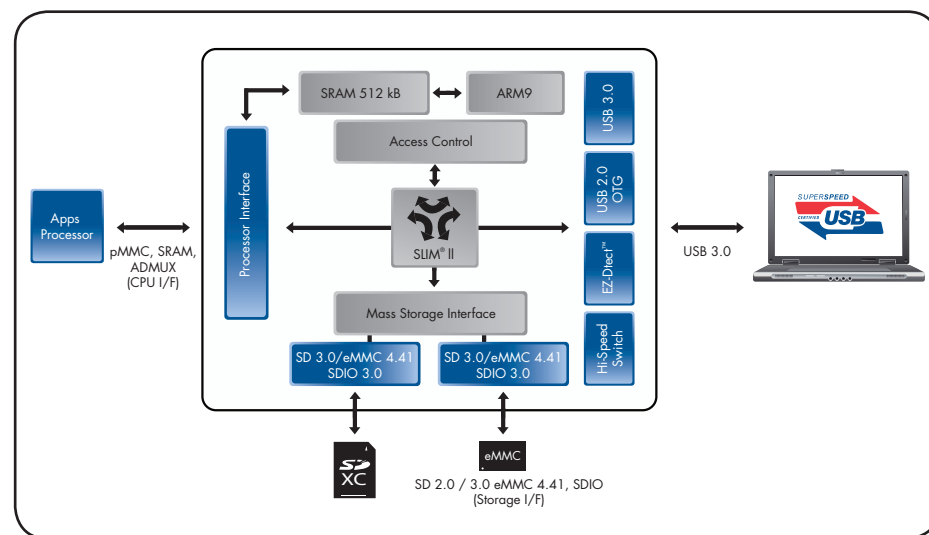 SRAM 512 kB
ARM9
USB 3.0
Access Control
Processor Interface
USB 2.0
OTG
Apps
Processor
pMMC, SRAM,
ADMUX
(CPU I/F)
SLIM® II
EZ-Dtect™
USB 3.0
SUPERSPEED
CERTIFIED
USB
Mass Storage Interface
SD 3.0/eMMC 4.41
SDIO 3.0
SD 3.0/eMMC 4.41
SDIO 3.0
Hi-Speed
Switch
SD
XC
eMMC
SD 2.0 / 3.0 eMMC 4.41, SDIO
(Storage I/F)